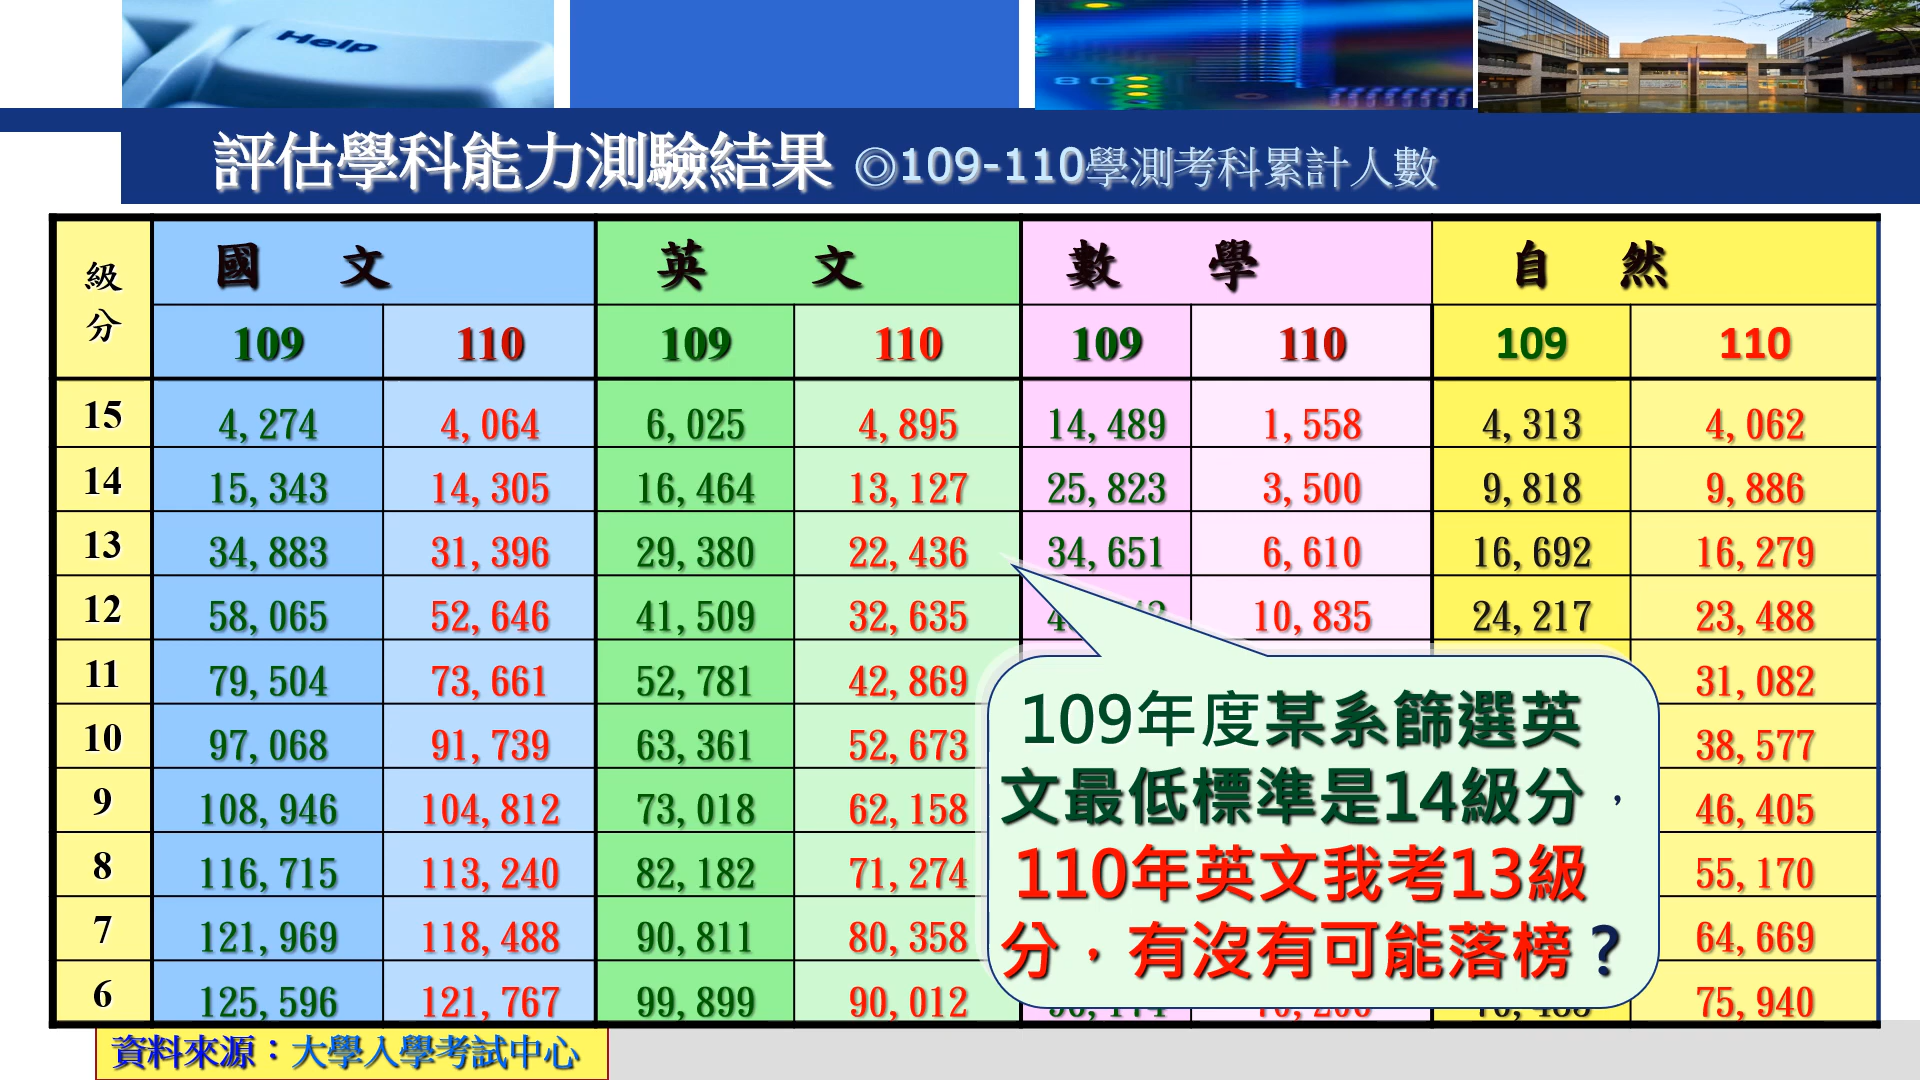 Help
80
評估學科能力測驗結果 ◎109-110學測考科累計人數
級分 國 文 英 文 數 學 自 然
109 110 109 110 109 110 109 110
15 4,274 4,064 6,025 4,895 14,489 1,558 4,313 4,062
14 15,343 14,305 16,464 13,127 25,823 3,500 9,818 9,886
13 34,883 31,396 29,380 22,436 34,651 6,610 16,692 16,279
12 58,065 52,646 41,509 32,635 10,835 24,217 23,488
11 79,504 73,661 52,781 42,869 31,082
10 97,068 91,739 63,361 52,673 38,577
9 108,946 104,812 73,018 62,158 46,405
8 116,715 113,240 82,182 71,274 55,170
7 121,969 118,488 90,811 80,358 64,669
6 125,596 121,767 99,899 90,012 75,940
109年度某系篩選英
文最低標準是14級分，
110年英文我考13級
分，有沒有可能落榜？
資料來源：大學入學考試中心